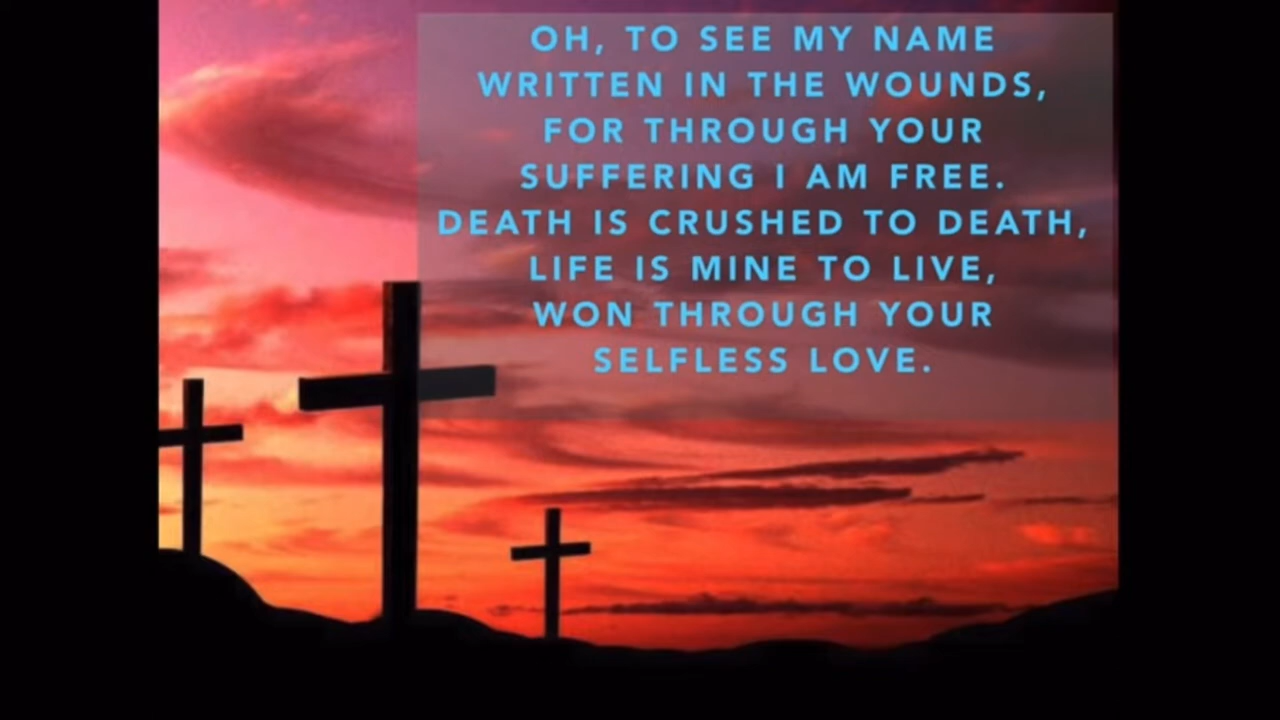 OH, TO SEE MY NAME
WRITTEN IN THE WOUNDS,
FOR THROUGH YOUR
SUFFERING I AM FREE.
DEATH IS CRUSHED TO DEATH,
LIFE IS MINE TO LIVE,
WON THROUGH YOUR
SELFLESS LOVE.